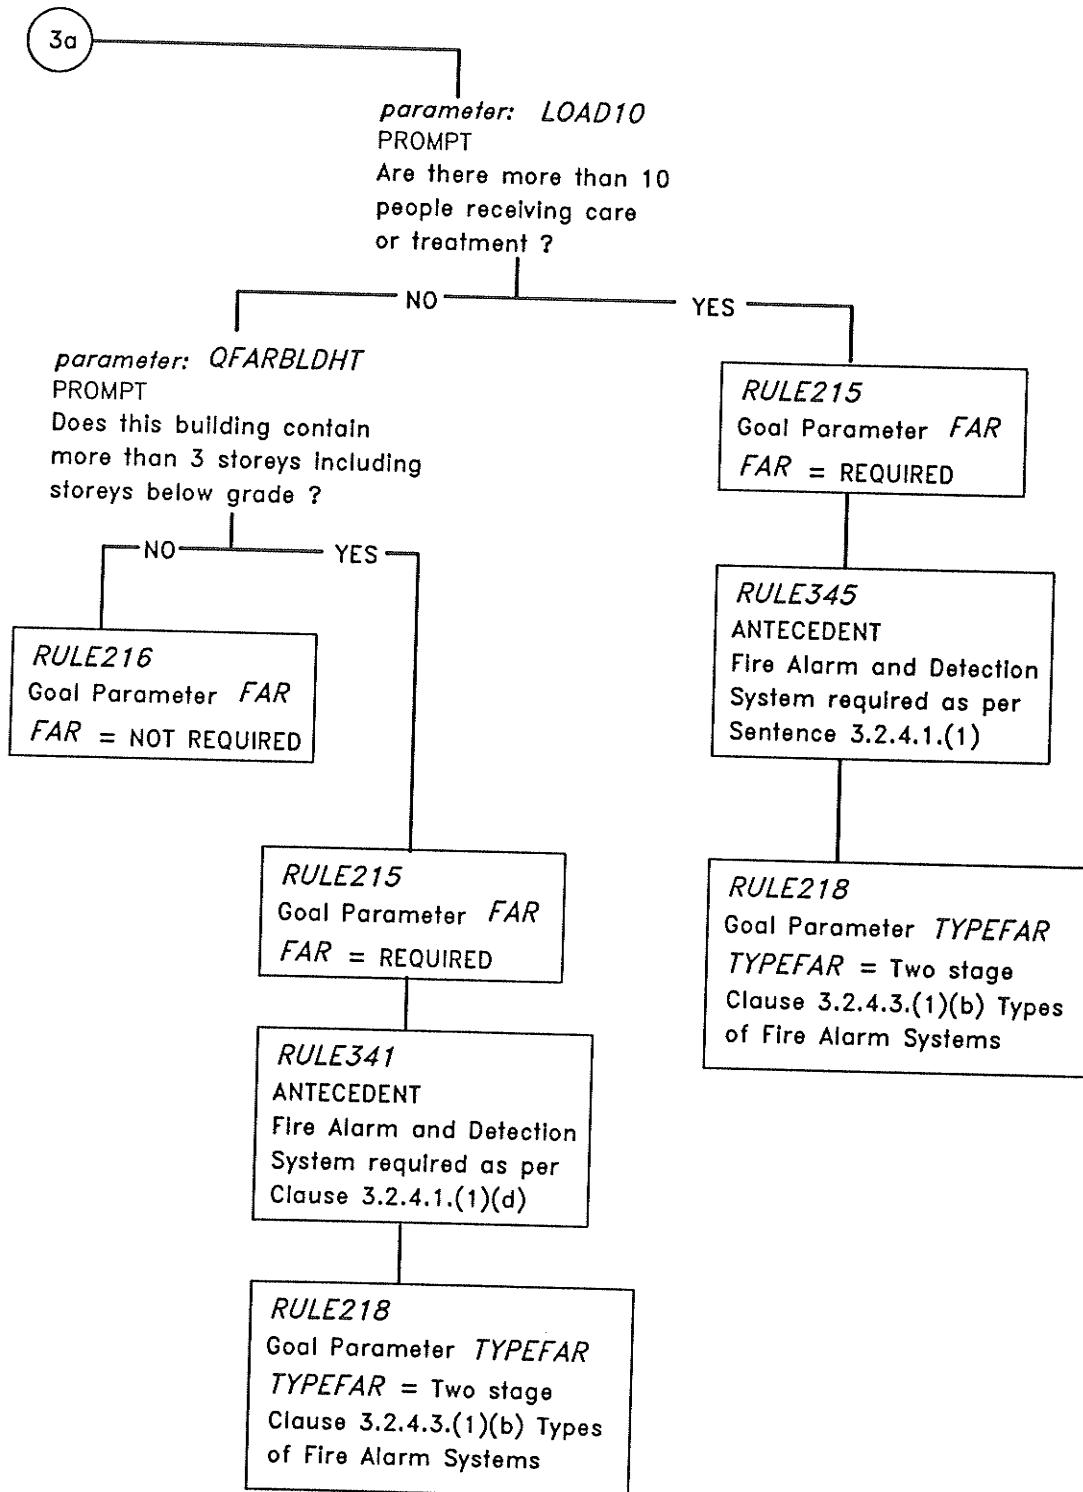 3a
parameter: LOAD10
PROMPT
Are there more than 10
people receiving care
or treatment ?
NO
YES
parameter: QFARBLDHT
PROMPT
Does this building contain
more than 3 storeys including
storeys below grade ?
NO
YES
RULE216
Goal Parameter FAR
FAR = NOT REQUIRED
RULE215
Goal Parameter FAR
FAR = REQUIRED
RULE341
ANTECEDENT
Fire Alarm and Detection
System required as per
Clause 3.2.4.1.(1)(d)
RULE218
Goal Parameter TYPEFAR
TYPEFAR = Two stage
Clause 3.2.4.3.(1)(b) Types
of Fire Alarm Systems
RULE215
Goal Parameter FAR
FAR = REQUIRED
RULE345
ANTECEDENT
Fire Alarm and Detection
System required as per
Sentence 3.2.4.1.(1)
RULE218
Goal Parameter TYPEFAR
TYPEFAR = Two stage
Clause 3.2.4.3.(1)(b) Types
of Fire Alarm Systems